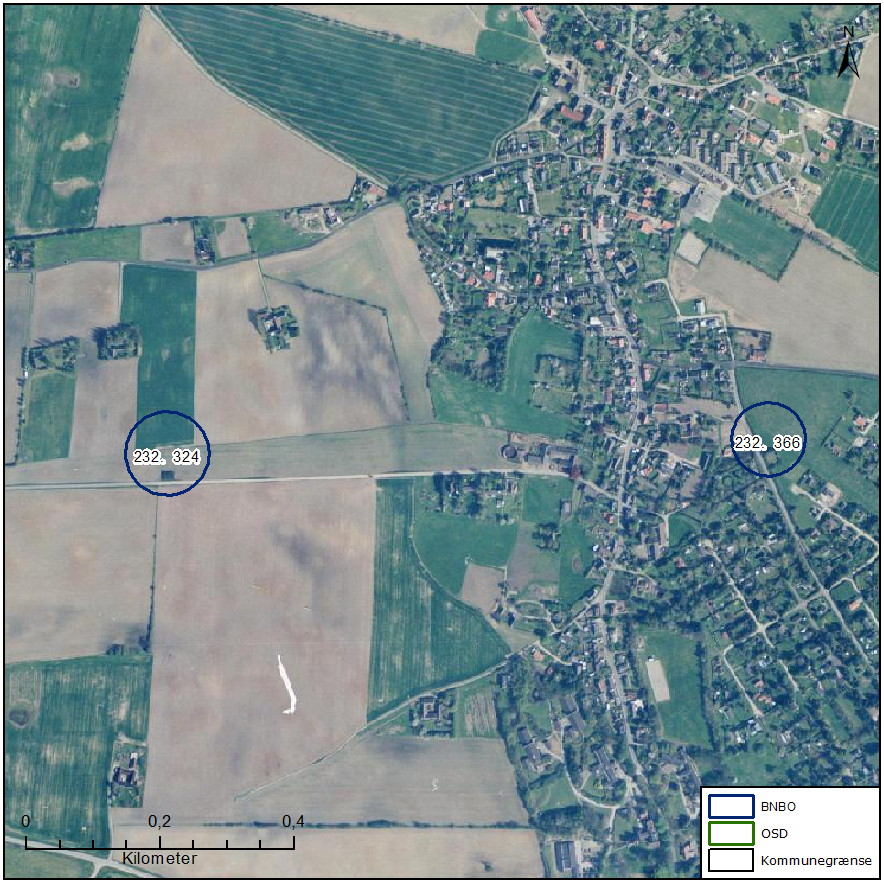 N
232. 324
232. 366
0 0,2 0,4
Kilometer
BNBO
OSD
Kommunegrænse